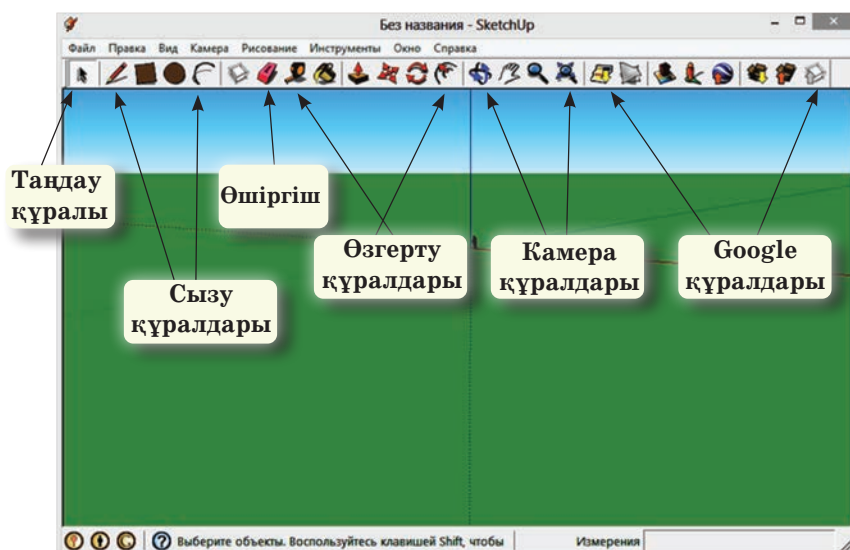 Без названия - SketchUp
Файл Правка Вид Камера Рисование Инструменты Окно Справка
Таңдау
құралы
Өшіргіш
Өзгерту
құралдары
Камера
құралдары
Google
құралдары
Сызу
құралдары
Выберите объекты. Воспользуйтесь клавишей Shift, чтобы
Измерения